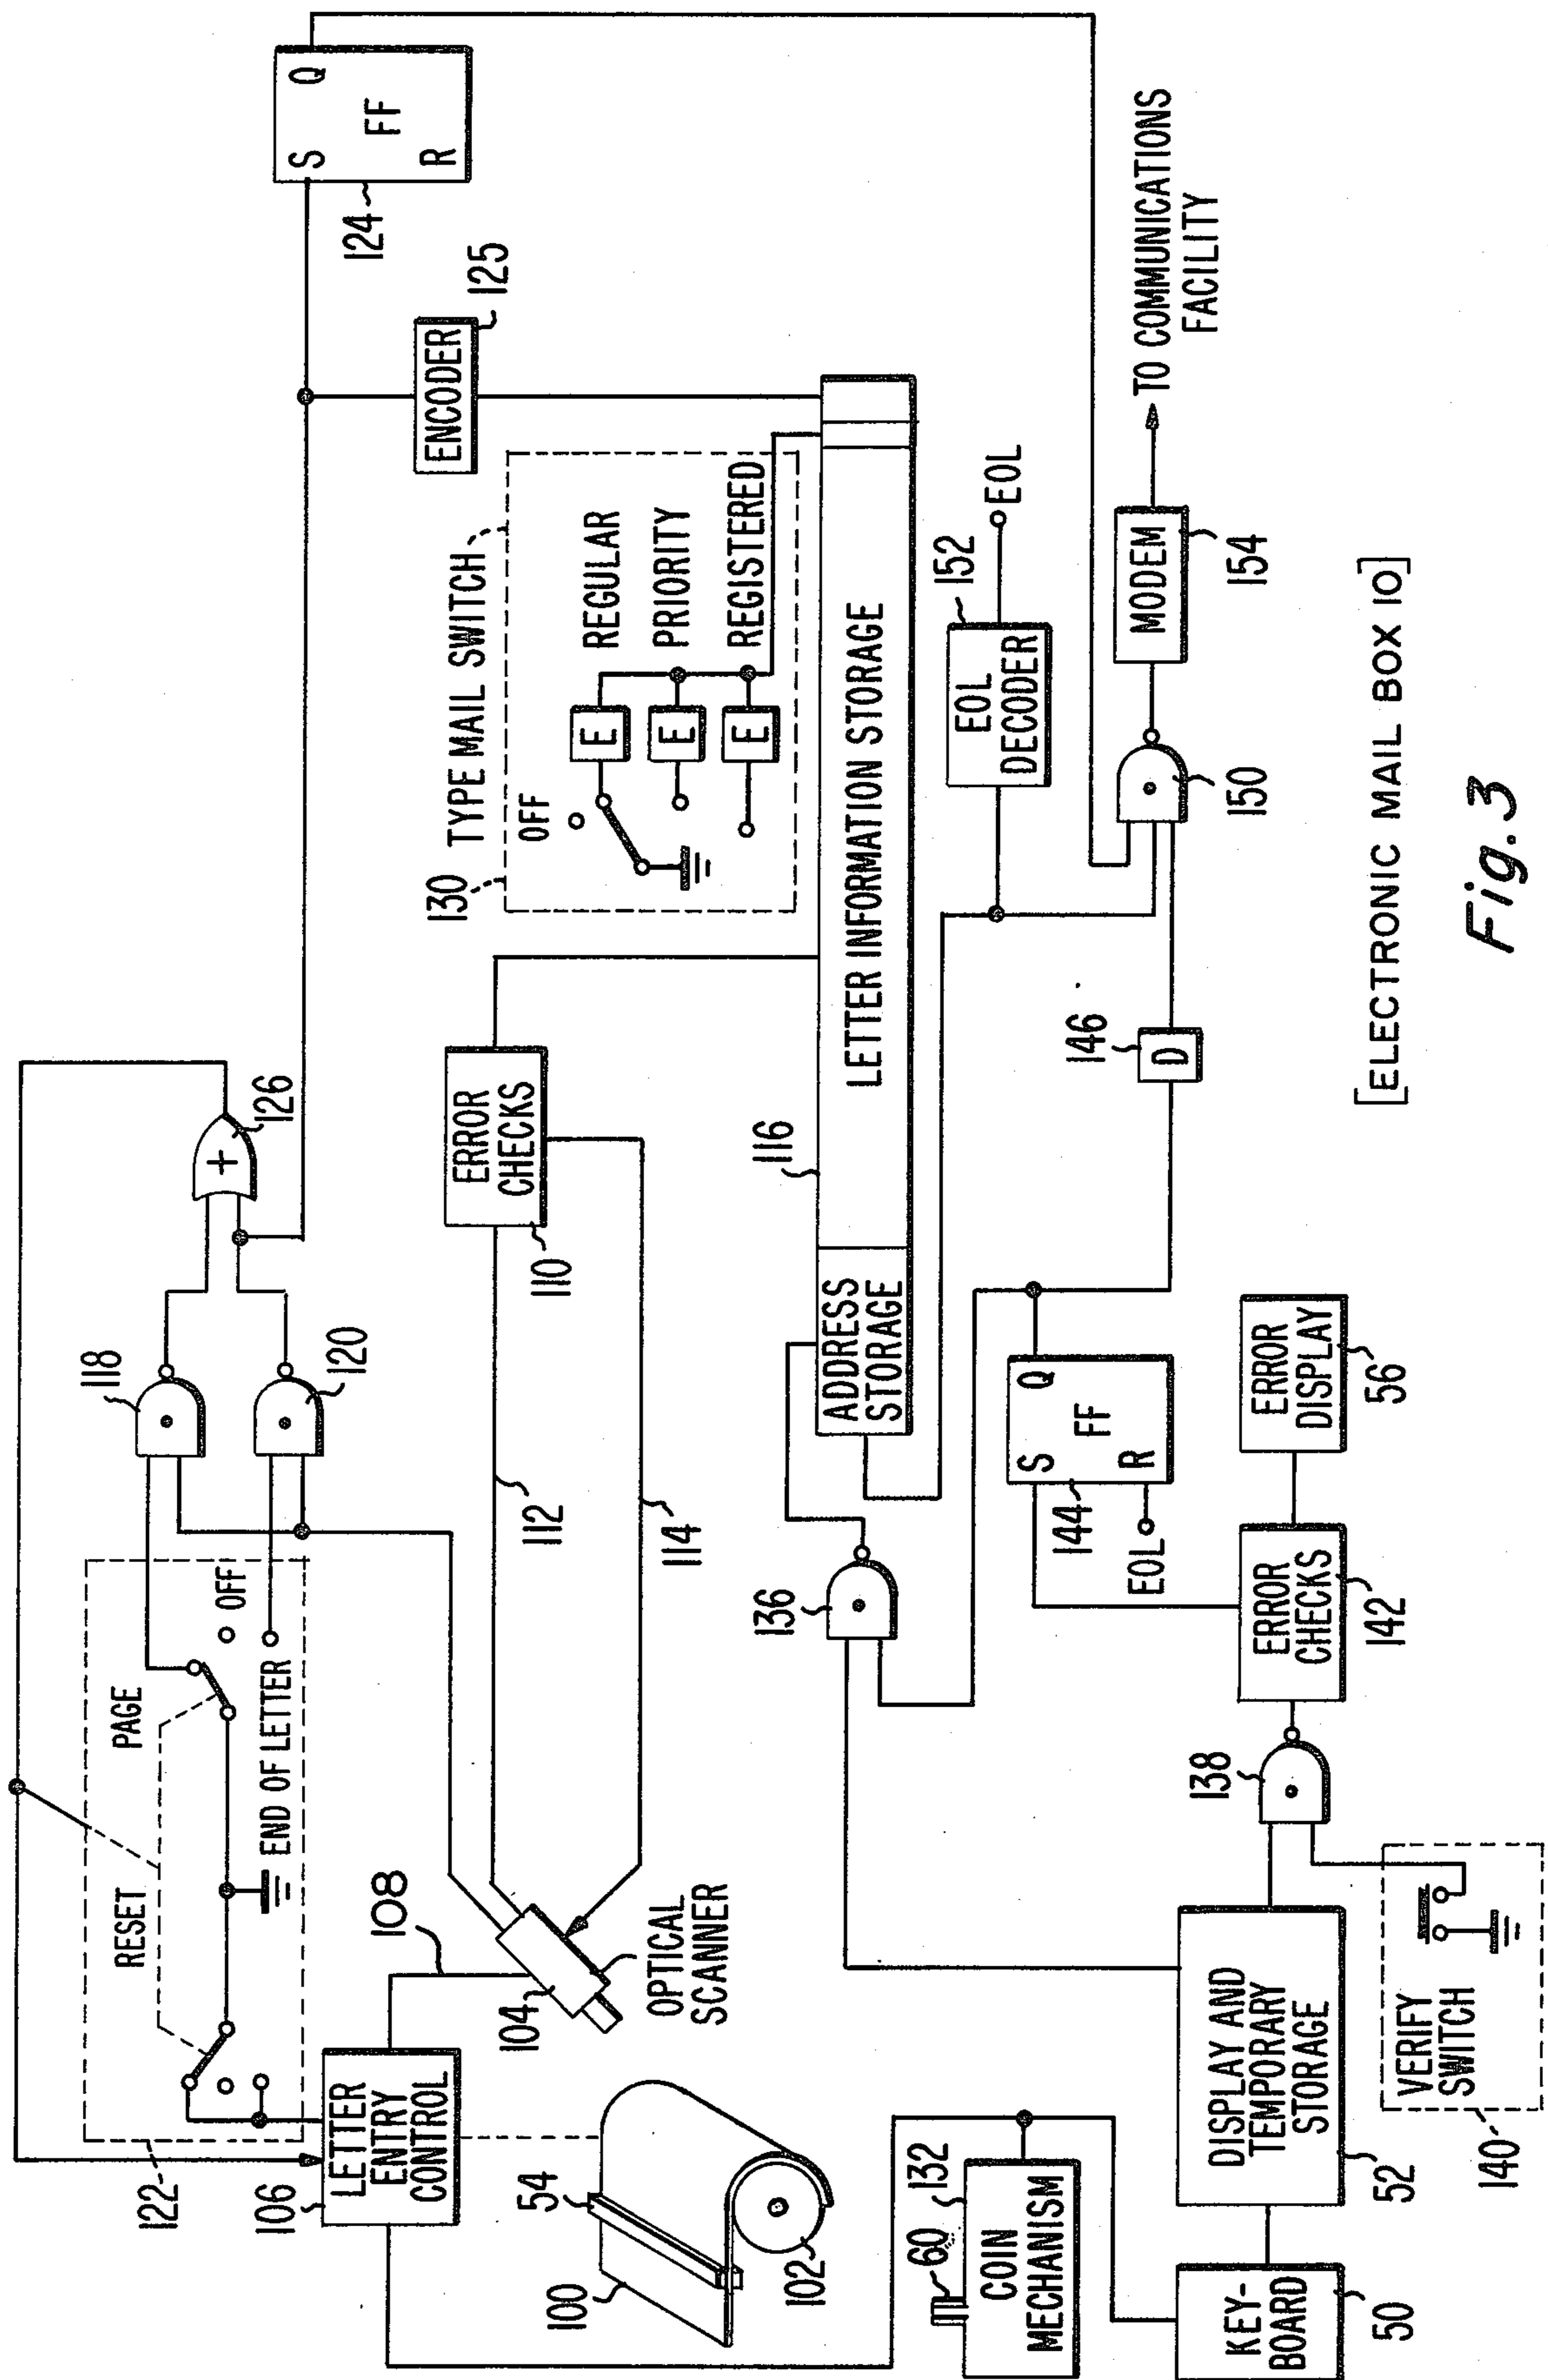 RESET
PAGE
OFF
END OF LETTER
122
118
120
126
S
Q
FF
R
124
ENCODER
125
106
LETTER
ENTRY
CONTROL
108
104
OPTICAL
SCANNER
112
114
ERROR
CHECKS
110
130
TYPE MAIL SWITCH
OFF
E
REGULAR
E
PRIORITY
E
REGISTERED
54
100
102
116
ADDRESS
STORAGE
LETTER INFORMATION STORAGE
136
60
132
COIN
MECHANISM
S
Q
FF
R
144
EOL
146
D
152
EOL
DECODER
EOL
150
MODEM
154
TO COMMUNICATIONS
FACILITY
KEY-
BOARD
50
DISPLAY AND
TEMPORARY
STORAGE
52
138
ERROR
CHECKS
142
ERROR
DISPLAY
56
VERIFY
SWITCH
140
[ELECTRONIC MAIL BOX 10]
Fig. 3